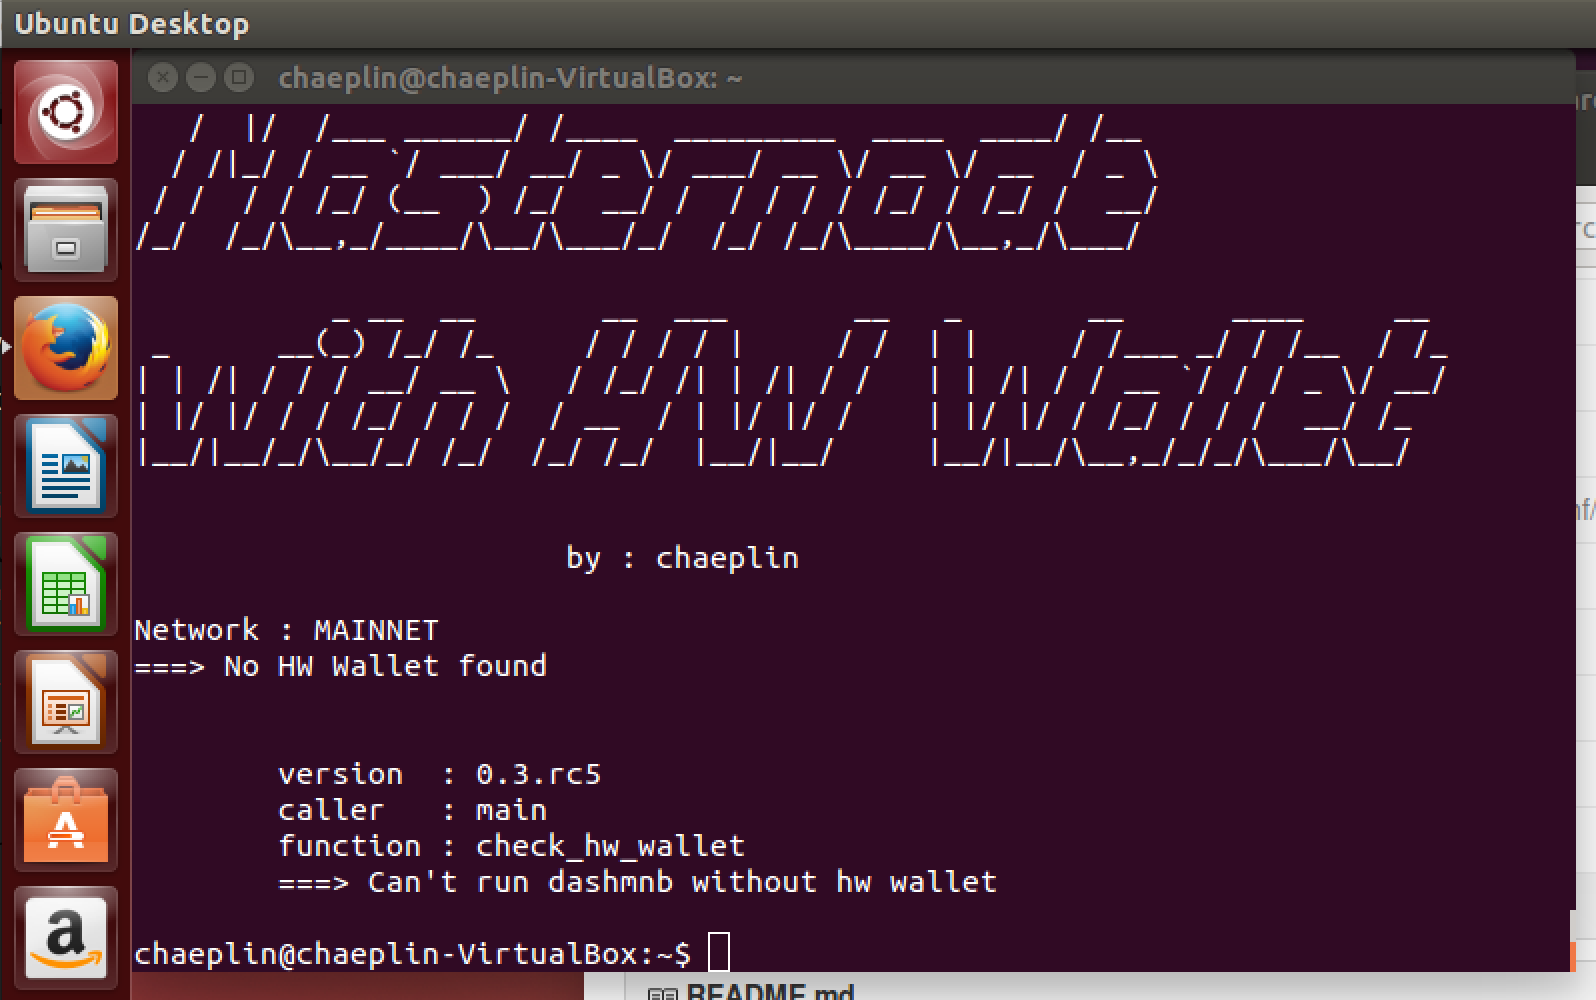 Ubuntu Desktop
chaeplin@chaeplin-VirtualBox: ~
Masternode
with HW Wallet
by : chaeplin
Network : MAINNET
===> No HW Wallet found
version  : 0.3.rc5
caller   : main
function : check_hw_wallet
===> Can't run dashmnb without hw wallet
chaeplin@chaeplin-VirtualBox:~$
README.md